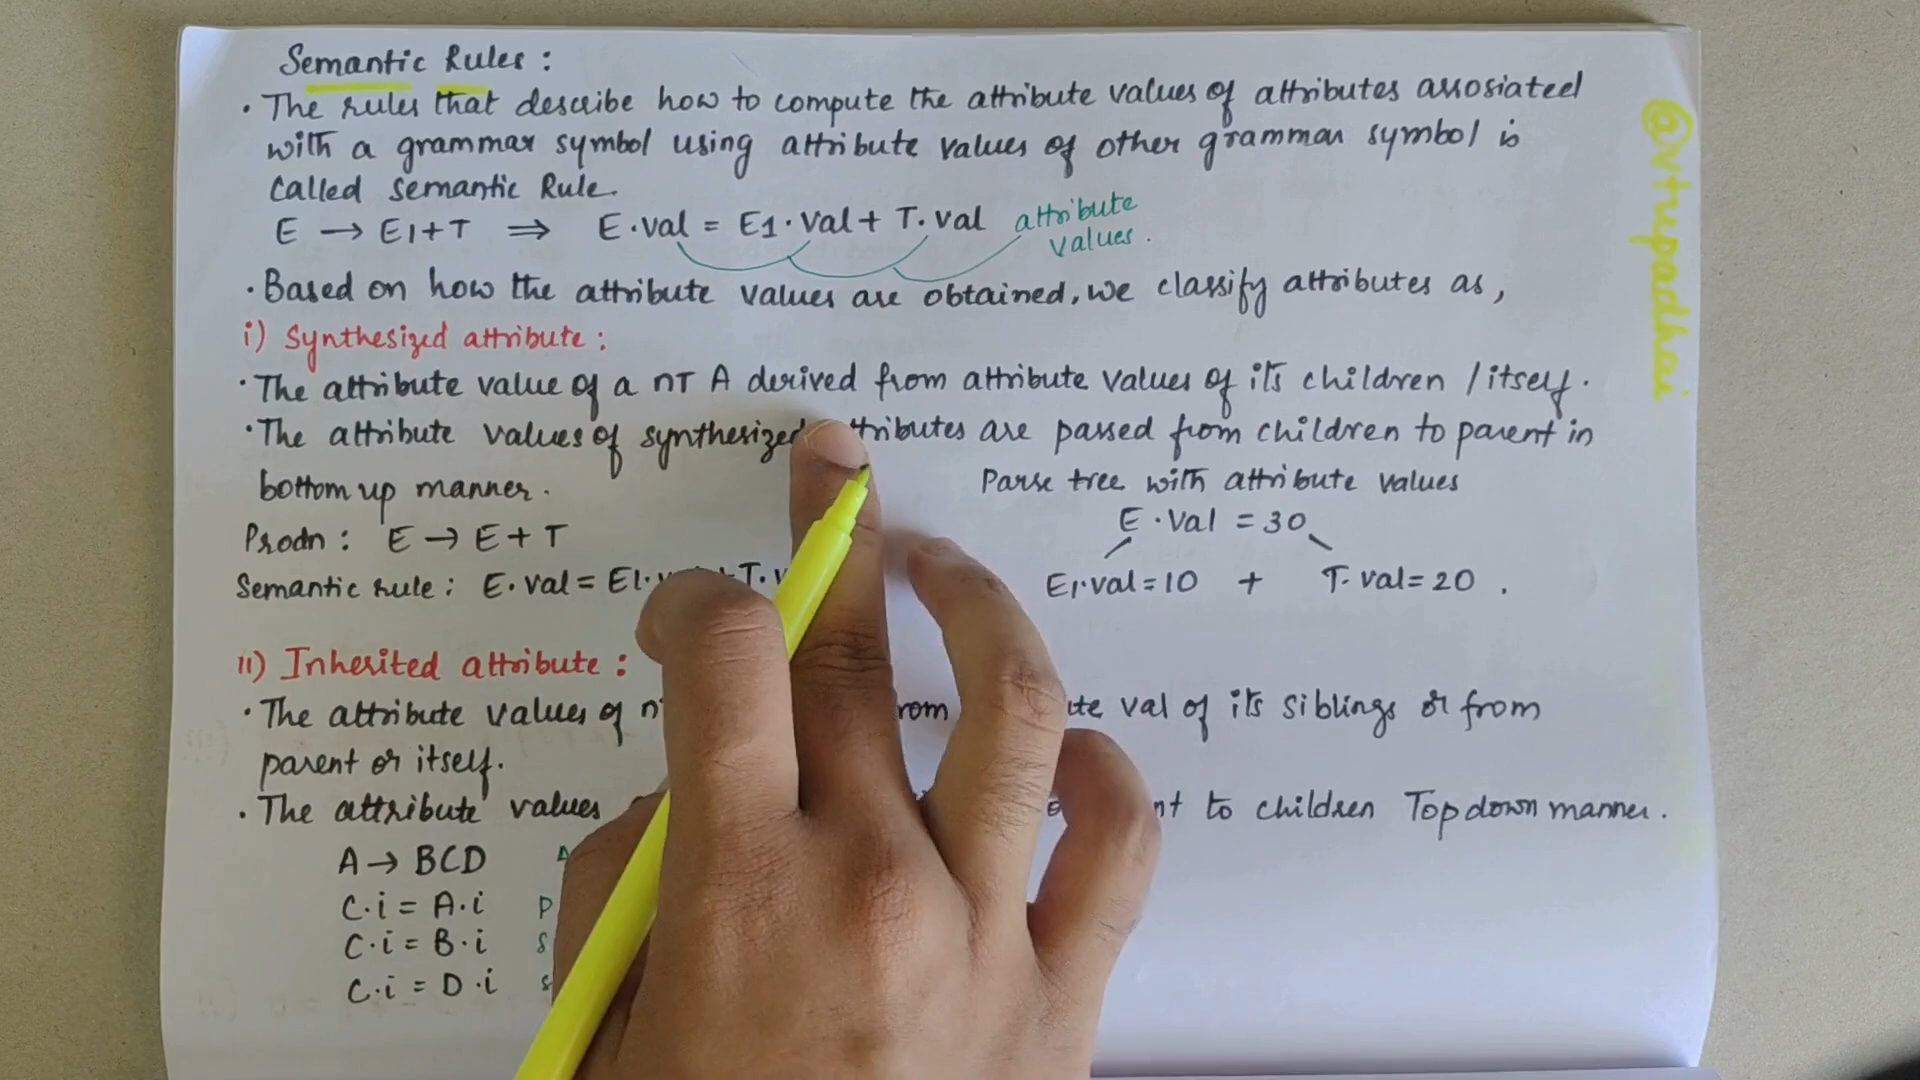 Semantic Rules :
• The rules that describe how to compute the attribute values of attributes assosiated
with a grammar symbol using attribute values of other grammar symbol is
Called Semantic Rule.
E → E1+T ⇒ E.val = E1.val + T.val attribute values.
• Based on how the attribute values are obtained, we classify attributes as,
i) Synthesized attribute :
• The attribute value of a nT A derived from attribute values of it's children / itself.
• The attribute values of synthesized attributes are passed from children to parent in
bottom up manner.
Parse tree with attribute values
Prodn : E → E + T
E.val = 30
Semantic rule : E.val = E1.v T.v
E1.val = 10 + T.val = 20 .
II) Inherited attribute :
• The attribute values of from val of it's siblings or from
parent or itself.
• The attribute values to children Top down manner.
A → BCD
C.i = A.i P
C.i = B.i S
C.i = D.i S
@vtupadhai